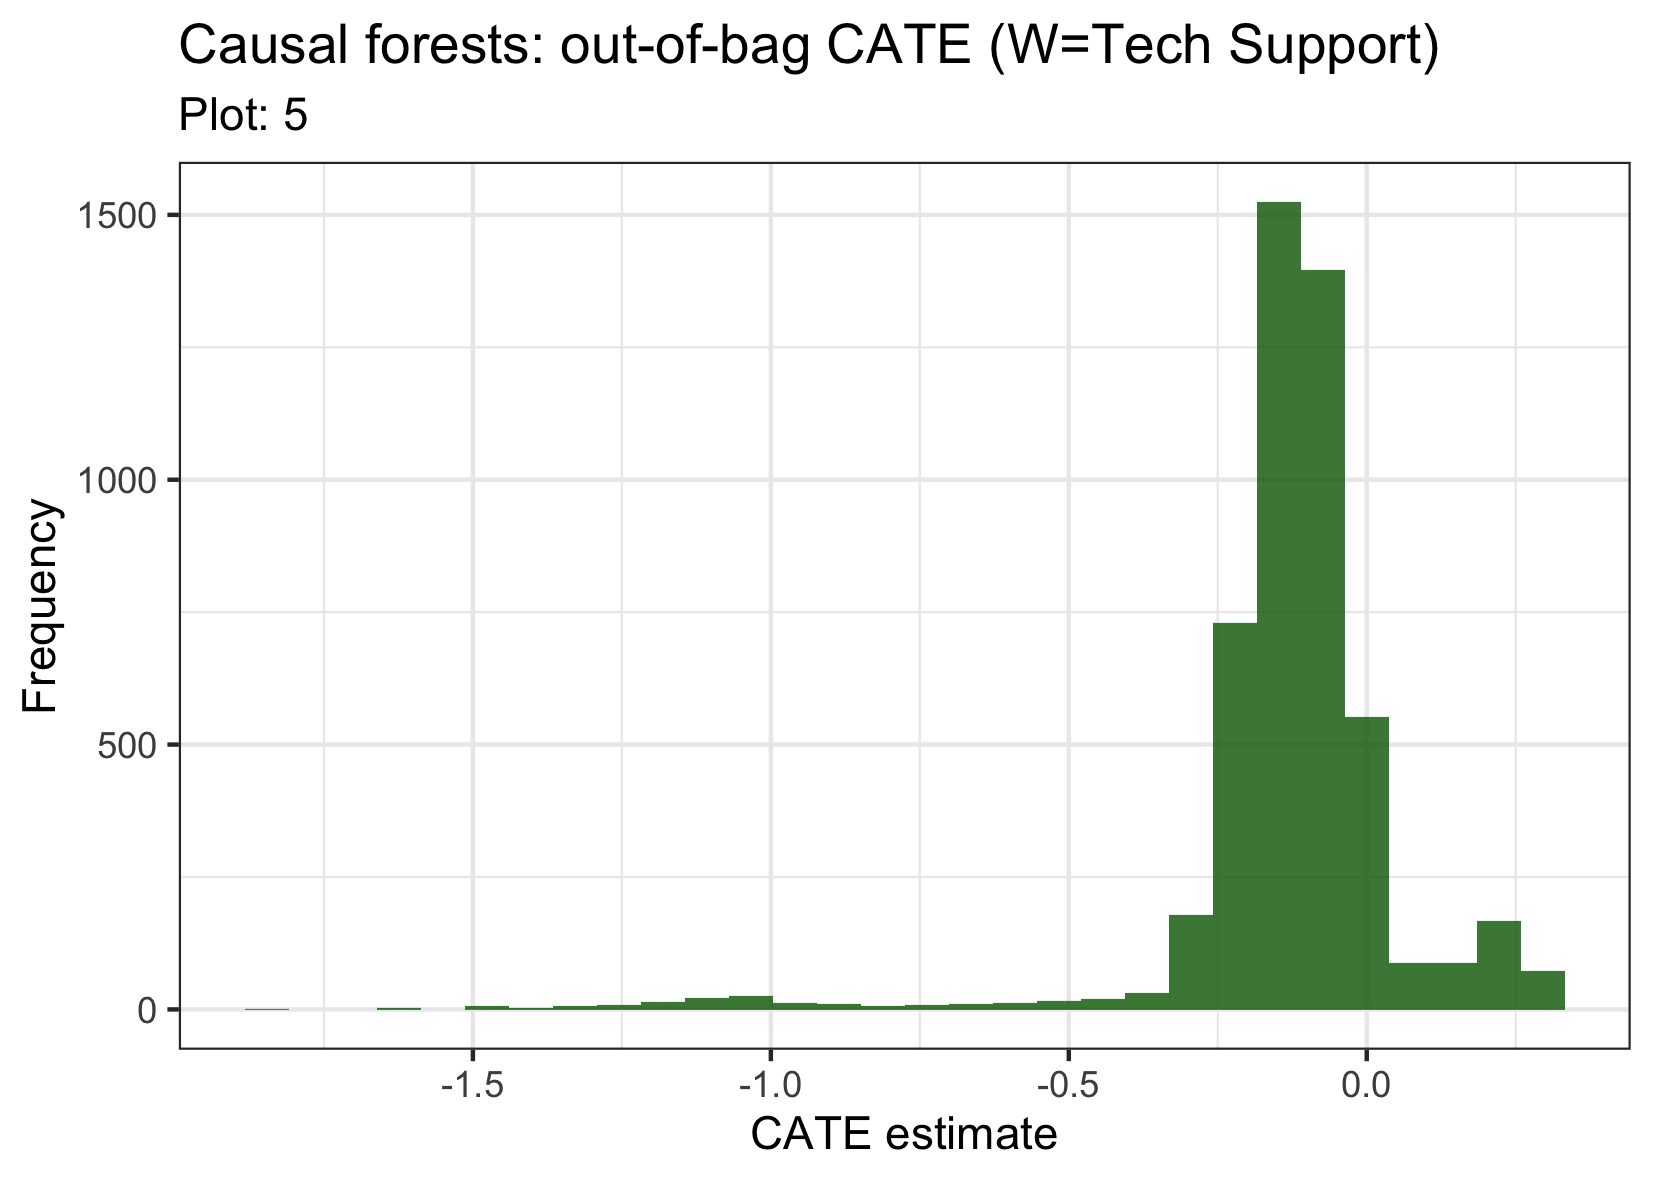 Causal forests: out-of-bag CATE (W=Tech Support)
Plot: 5
Frequency
1500
1000
500
0
-1.5
-1.0
-0.5
0.0
CATE estimate